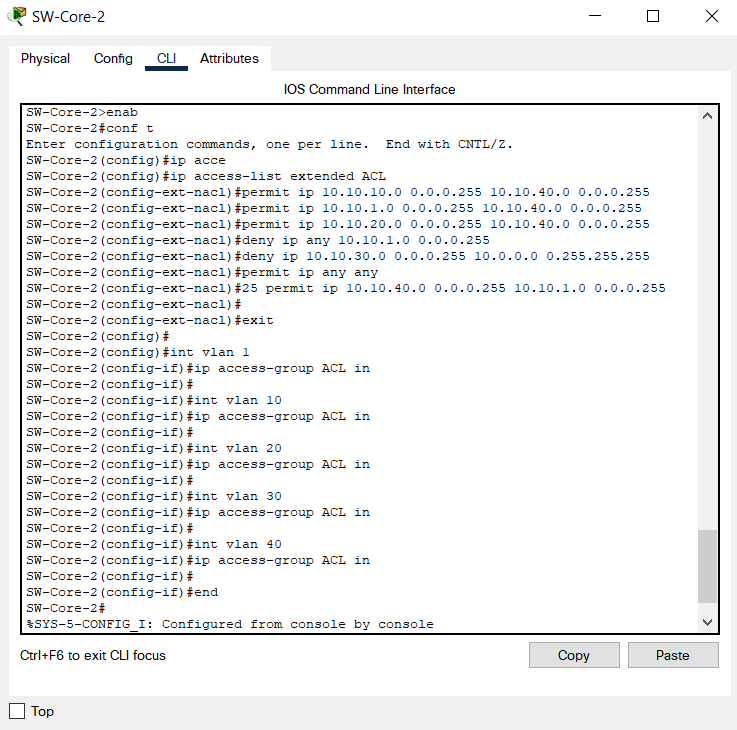 SW-Core-2
Physical Config CLI Attributes
IOS Command Line Interface
SW-Core-2>enab
SW-Core-2#conf t
Enter configuration commands, one per line.  End with CNTL/Z.
SW-Core-2(config)#ip acce
SW-Core-2(config)#ip access-list extended ACL
SW-Core-2(config-ext-nacl)#permit ip 10.10.10.0 0.0.0.255 10.10.40.0 0.0.0.255
SW-Core-2(config-ext-nacl)#permit ip 10.10.1.0 0.0.0.255 10.10.40.0 0.0.0.255
SW-Core-2(config-ext-nacl)#permit ip 10.10.20.0 0.0.0.255 10.10.40.0 0.0.0.255
SW-Core-2(config-ext-nacl)#deny ip any 10.10.1.0 0.0.0.255
SW-Core-2(config-ext-nacl)#deny ip 10.10.30.0 0.0.0.255 10.0.0.0 0.255.255.255
SW-Core-2(config-ext-nacl)#permit ip any any
SW-Core-2(config-ext-nacl)#25 permit ip 10.10.40.0 0.0.0.255 10.10.1.0 0.0.0.255
SW-Core-2(config-ext-nacl)#
SW-Core-2(config-ext-nacl)#exit
SW-Core-2(config)#
SW-Core-2(config)#int vlan 1
SW-Core-2(config-if)#ip access-group ACL in
SW-Core-2(config-if)#
SW-Core-2(config-if)#int vlan 10
SW-Core-2(config-if)#ip access-group ACL in
SW-Core-2(config-if)#
SW-Core-2(config-if)#int vlan 20
SW-Core-2(config-if)#ip access-group ACL in
SW-Core-2(config-if)#
SW-Core-2(config-if)#int vlan 30
SW-Core-2(config-if)#ip access-group ACL in
SW-Core-2(config-if)#
SW-Core-2(config-if)#int vlan 40
SW-Core-2(config-if)#ip access-group ACL in
SW-Core-2(config-if)#
SW-Core-2(config-if)#end
SW-Core-2#
%SYS-5-CONFIG_I: Configured from console by console
Ctrl+F6 to exit CLI focus
Copy Paste
Top